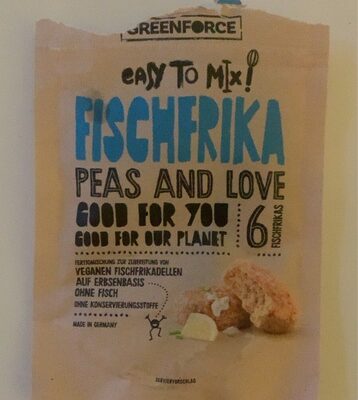 GREENFORCE
easy to mix!
FISCHFRIKA
PEAS AND LOVE
GOOD FOR YOU
GOOD FOR OUR PLANET
6
FISCHFRIKAS
FERTIGMISCHUNG ZUR ZUBEREITUNG VON
VEGANEN FISCHFRIKADELLEN
AUF ERBSENBASIS
OHNE FISCH
OHNE KONSERVIERUNGSSTOFFE
MADE IN GERMANY
SERVIERVORSCHLAG